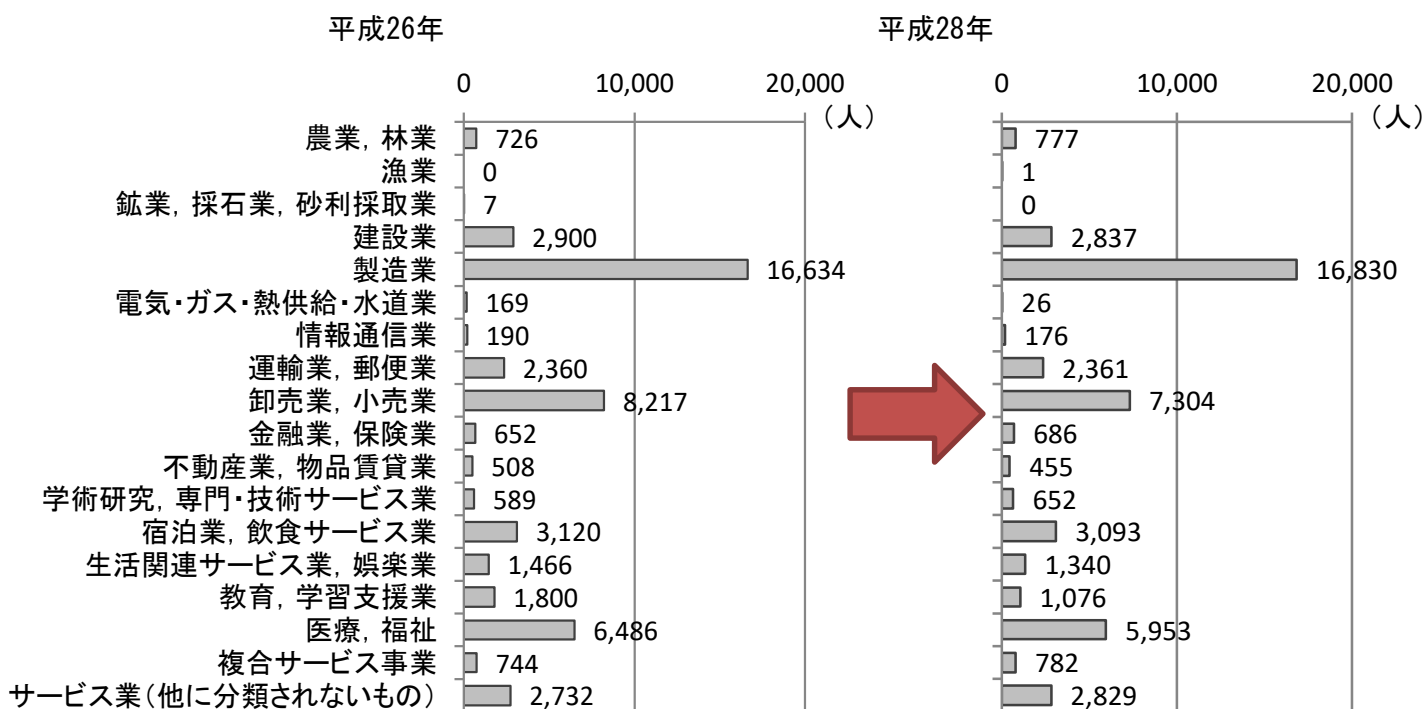 平成26年 平成28年
0 10,000 20,000 0 10,000 20,000
(人) (人)
農業, 林業 726 777
漁業 0 1
鉱業, 採石業, 砂利採取業 7 0
建設業 2,900 2,837
製造業 16,634 16,830
電気・ガス・熱供給・水道業 169 26
情報通信業 190 176
運輸業, 郵便業 2,360 2,361
卸売業, 小売業 8,217 7,304
金融業, 保険業 652 686
不動産業, 物品賃貸業 508 455
学術研究, 専門・技術サービス業 589 652
宿泊業, 飲食サービス業 3,120 3,093
生活関連サービス業, 娯楽業 1,466 1,340
教育, 学習支援業 1,800 1,076
医療, 福祉 6,486 5,953
複合サービス事業 744 782
サービス業(他に分類されないもの) 2,732 2,829